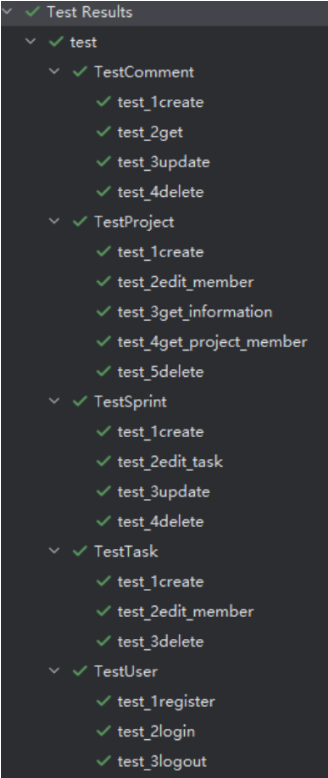 Test Results
test
TestComment
test_1create
test_2get
test_3update
test_4delete
TestProject
test_1create
test_2edit_member
test_3get_information
test_4get_project_member
test_5delete
TestSprint
test_1create
test_2edit_task
test_3update
test_4delete
TestTask
test_1create
test_2edit_member
test_3delete
TestUser
test_1register
test_2login
test_3logout